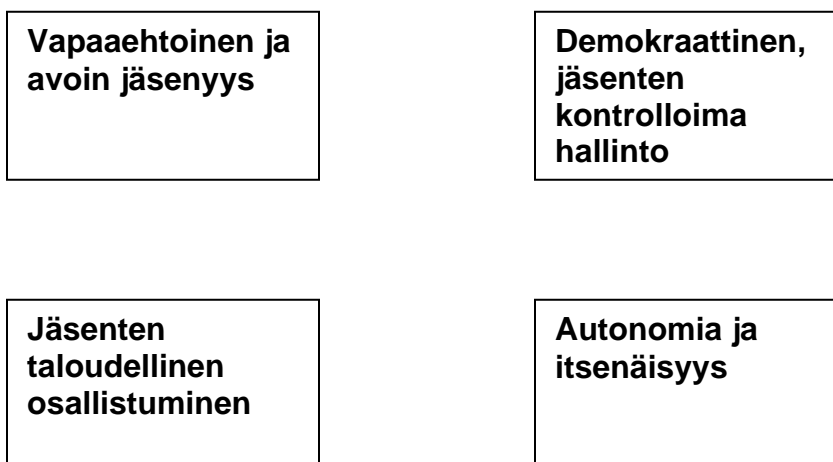 Vapaaehtoinen ja
avoin jäsenyys
Demokraattinen,
jäsenten
kontrolloima
hallinto
Jäsenten
taloudellinen
osallistuminen
Autonomia ja
itsenäisyys